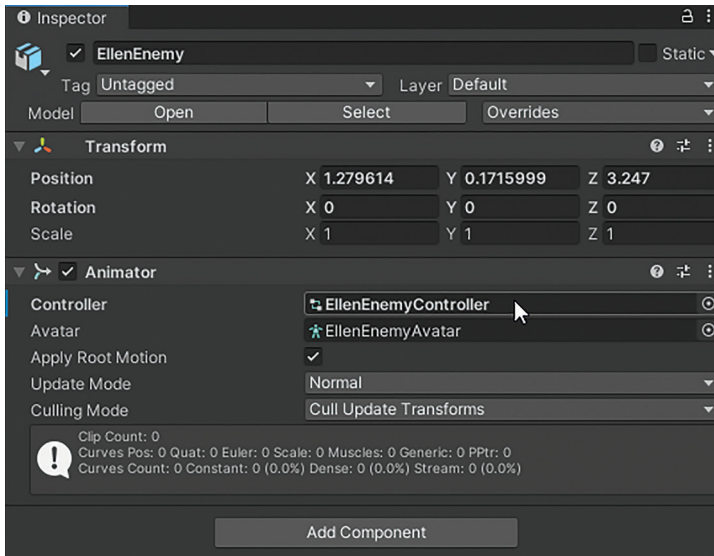 Inspector
EllenEnemy Static
Tag Untagged Layer Default
Model Open Select Overrides
Transform
Position X 1.279614 Y 0.1715999 Z 3.247
Rotation X 0 Y 0 Z 0
Scale X 1 Y 1 Z 1
Animator
Controller EllenEnemyController
Avatar EllenEnemyAvatar
Apply Root Motion
Update Mode Normal
Culling Mode Cull Update Transforms
Clip Count: 0
Curves Pos: 0 Quat: 0 Euler: 0 Scale: 0 Muscles: 0 Generic: 0 PPtr: 0
Curves Count: 0 Constant: 0 (0.0%) Dense: 0 (0.0%) Stream: 0 (0.0%)
Add Component